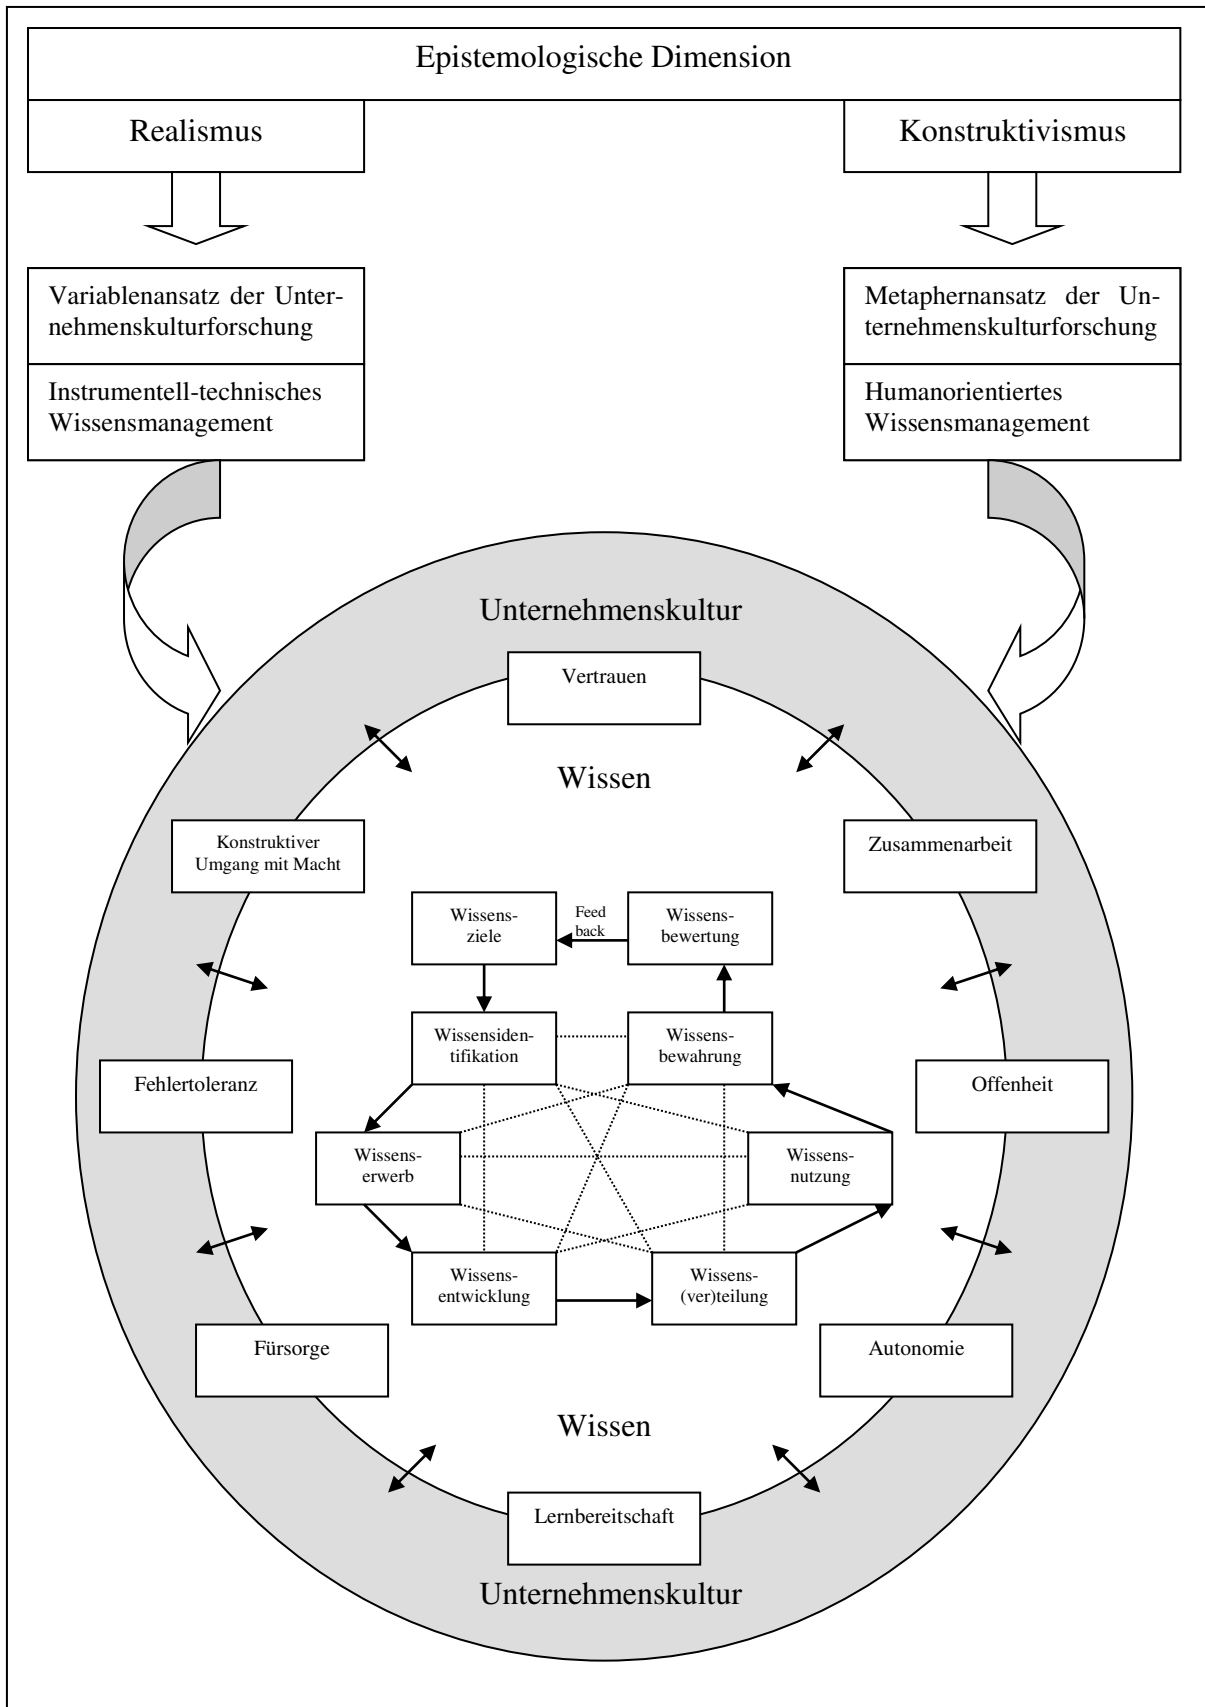 Epistemologische Dimension
Realismus
Konstruktivismus
Variablenansatz der Unter-
nehmenskulturforschung
Instrumentell-technisches
Wissensmanagement
Metaphernansatz der Un-
ternehmenskulturforschung
Humanorientiertes
Wissensmanagement
Unternehmenskultur
Vertrauen
Wissen
Konstruktiver
Umgang mit Macht
Zusammenarbeit
Wissens-
ziele
Feed
back
Wissens-
bewertung
Wissensiden-
tifikation
Wissens-
bewahrung
Fehlertoleranz
Offenheit
Wissens-
erwerb
Wissens-
nutzung
Wissens-
entwicklung
Wissens-
(ver)teilung
Fürsorge
Autonomie
Wissen
Lernbereitschaft
Unternehmenskultur